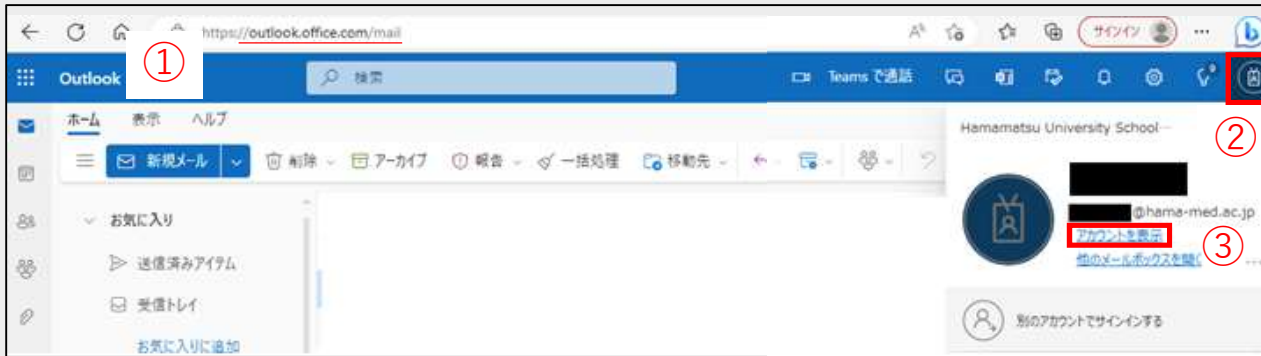 https://outlook.office.com/mail
サインイン
①
Outlook
検索
Teams で通話
②
ホーム 表示 ヘルプ
新規メール
削除
アーカイブ
報告
一括処理
移動先
お気に入り
送信済みアイテム
受信トレイ
お気に入りに追加
Hamamatsu University School…
@hama-med.ac.jp
アカウントを表示
③
他のメールボックスを開く
別のアカウントでサインインする